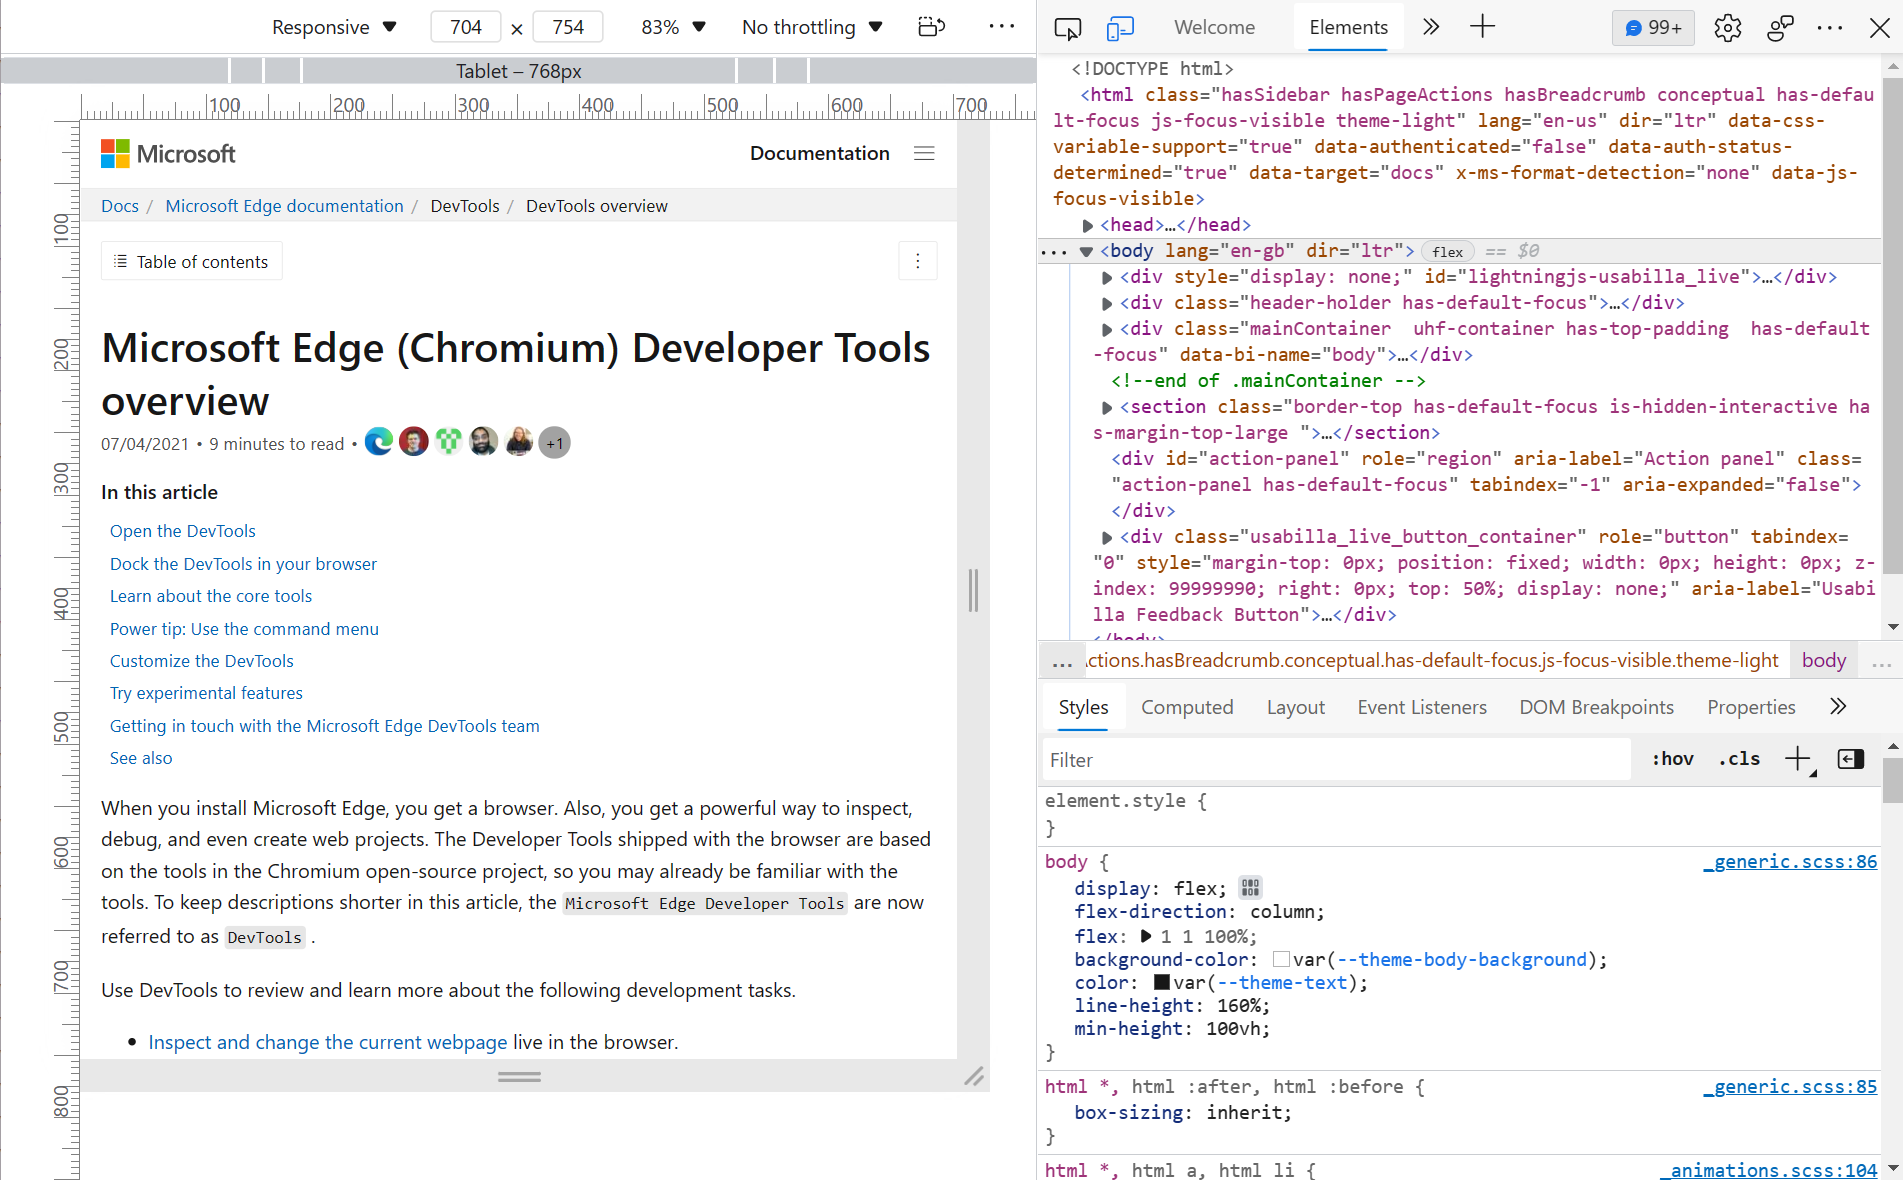 Responsive 704 × 754 83% No throttling
Tablet – 768px
100 200 300 400 500 600 700
100
200
300
400
500
600
700
800
Microsoft Documentation
Docs / Microsoft Edge documentation / DevTools / DevTools overview
Table of contents
Microsoft Edge (Chromium) Developer Tools
overview
07/04/2021 • 9 minutes to read • +1
In this article
Open the DevTools
Dock the DevTools in your browser
Learn about the core tools
Power tip: Use the command menu
Customize the DevTools
Try experimental features
Getting in touch with the Microsoft Edge DevTools team
See also
When you install Microsoft Edge, you get a browser. Also, you get a powerful way to inspect,
debug, and even create web projects. The Developer Tools shipped with the browser are based
on the tools in the Chromium open-source project, so you may already be familiar with the
tools. To keep descriptions shorter in this article, the Microsoft Edge Developer Tools are now
referred to as DevTools .
Use DevTools to review and learn more about the following development tasks.
• Inspect and change the current webpage live in the browser.
Welcome Elements 99+
<!DOCTYPE html>
<html class="hasSidebar hasPageActions hasBreadcrumb conceptual has-defau
lt-focus js-focus-visible theme-light" lang="en-us" dir="ltr" data-css-
variable-support="true" data-authenticated="false" data-auth-status-
determined="true" data-target="docs" x-ms-format-detection="none" data-js-
focus-visible>
<head>…</head>
… <body lang="en-gb" dir="ltr"> flex == $0
<div style="display: none;" id="lightningjs-usabilla_live">…</div>
<div class="header-holder has-default-focus">…</div>
<div class="mainContainer  uhf-container has-top-padding  has-default
-focus" data-bi-name="body">…</div>
<!--end of .mainContainer -->
<section class="border-top has-default-focus is-hidden-interactive ha
s-margin-top-large ">…</section>
<div id="action-panel" role="region" aria-label="Action panel" class=
"action-panel has-default-focus" tabindex="-1" aria-expanded="false">
</div>
<div class="usabilla_live_button_container" role="button" tabindex=
"0" style="margin-top: 0px; position: fixed; width: 0px; height: 0px; z-
index: 99999990; right: 0px; top: 50%; display: none;" aria-label="Usabi
lla Feedback Button">…</div>
</body>
… ctions.hasBreadcrumb.conceptual.has-default-focus.js-focus-visible.theme-light body …
Styles Computed Layout Event Listeners DOM Breakpoints Properties
Filter :hov .cls
element.style {
}
body { _generic.scss:86
display: flex;
flex-direction: column;
flex: 1 1 100%;
background-color: var(--theme-body-background);
color: var(--theme-text);
line-height: 160%;
min-height: 100vh;
}
html *, html :after, html :before { _generic.scss:85
box-sizing: inherit;
}
html *, html a, html li { _animations.scss:104